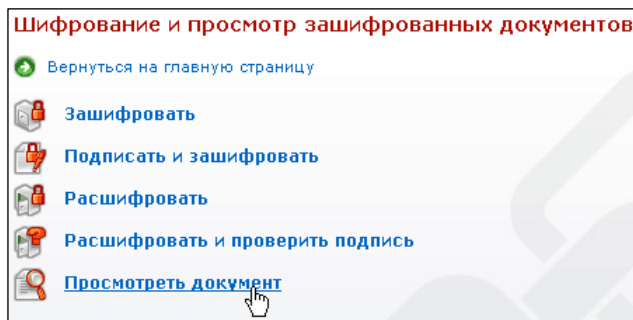 Шифрование и просмотр зашифрованных документов
Вернуться на главную страницу
Зашифровать
Подписать и зашифровать
Расшифровать
Расшифровать и проверить подпись
Просмотреть документ